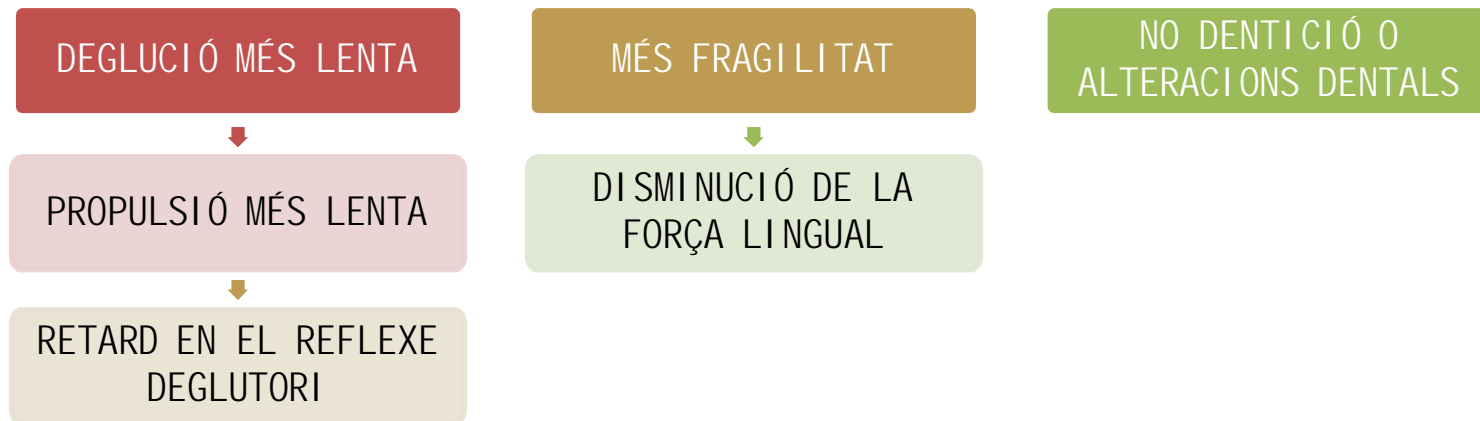 DEGLUCIÓ MÉS LENTA
PROPULSIÓ MÉS LENTA
RETARD EN EL REFLEXE
DEGLUTORI
MÉS FRAGILITAT
DISMINUCIÓ DE LA
FORÇA LINGUAL
NO DENTICIÓ O
ALTERACIONS DENTALS